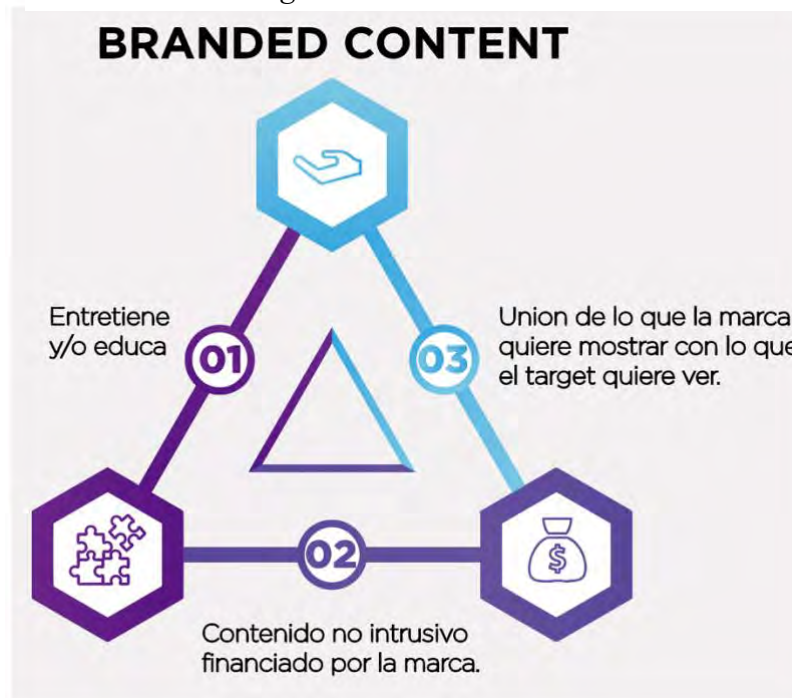 BRANDED CONTENT
Entretiene
y/o educa
01
03
Union de lo que la marca
quiere mostrar con lo que
el target quiere ver.
$
02
Contenido no intrusivo
financiado por la marca.